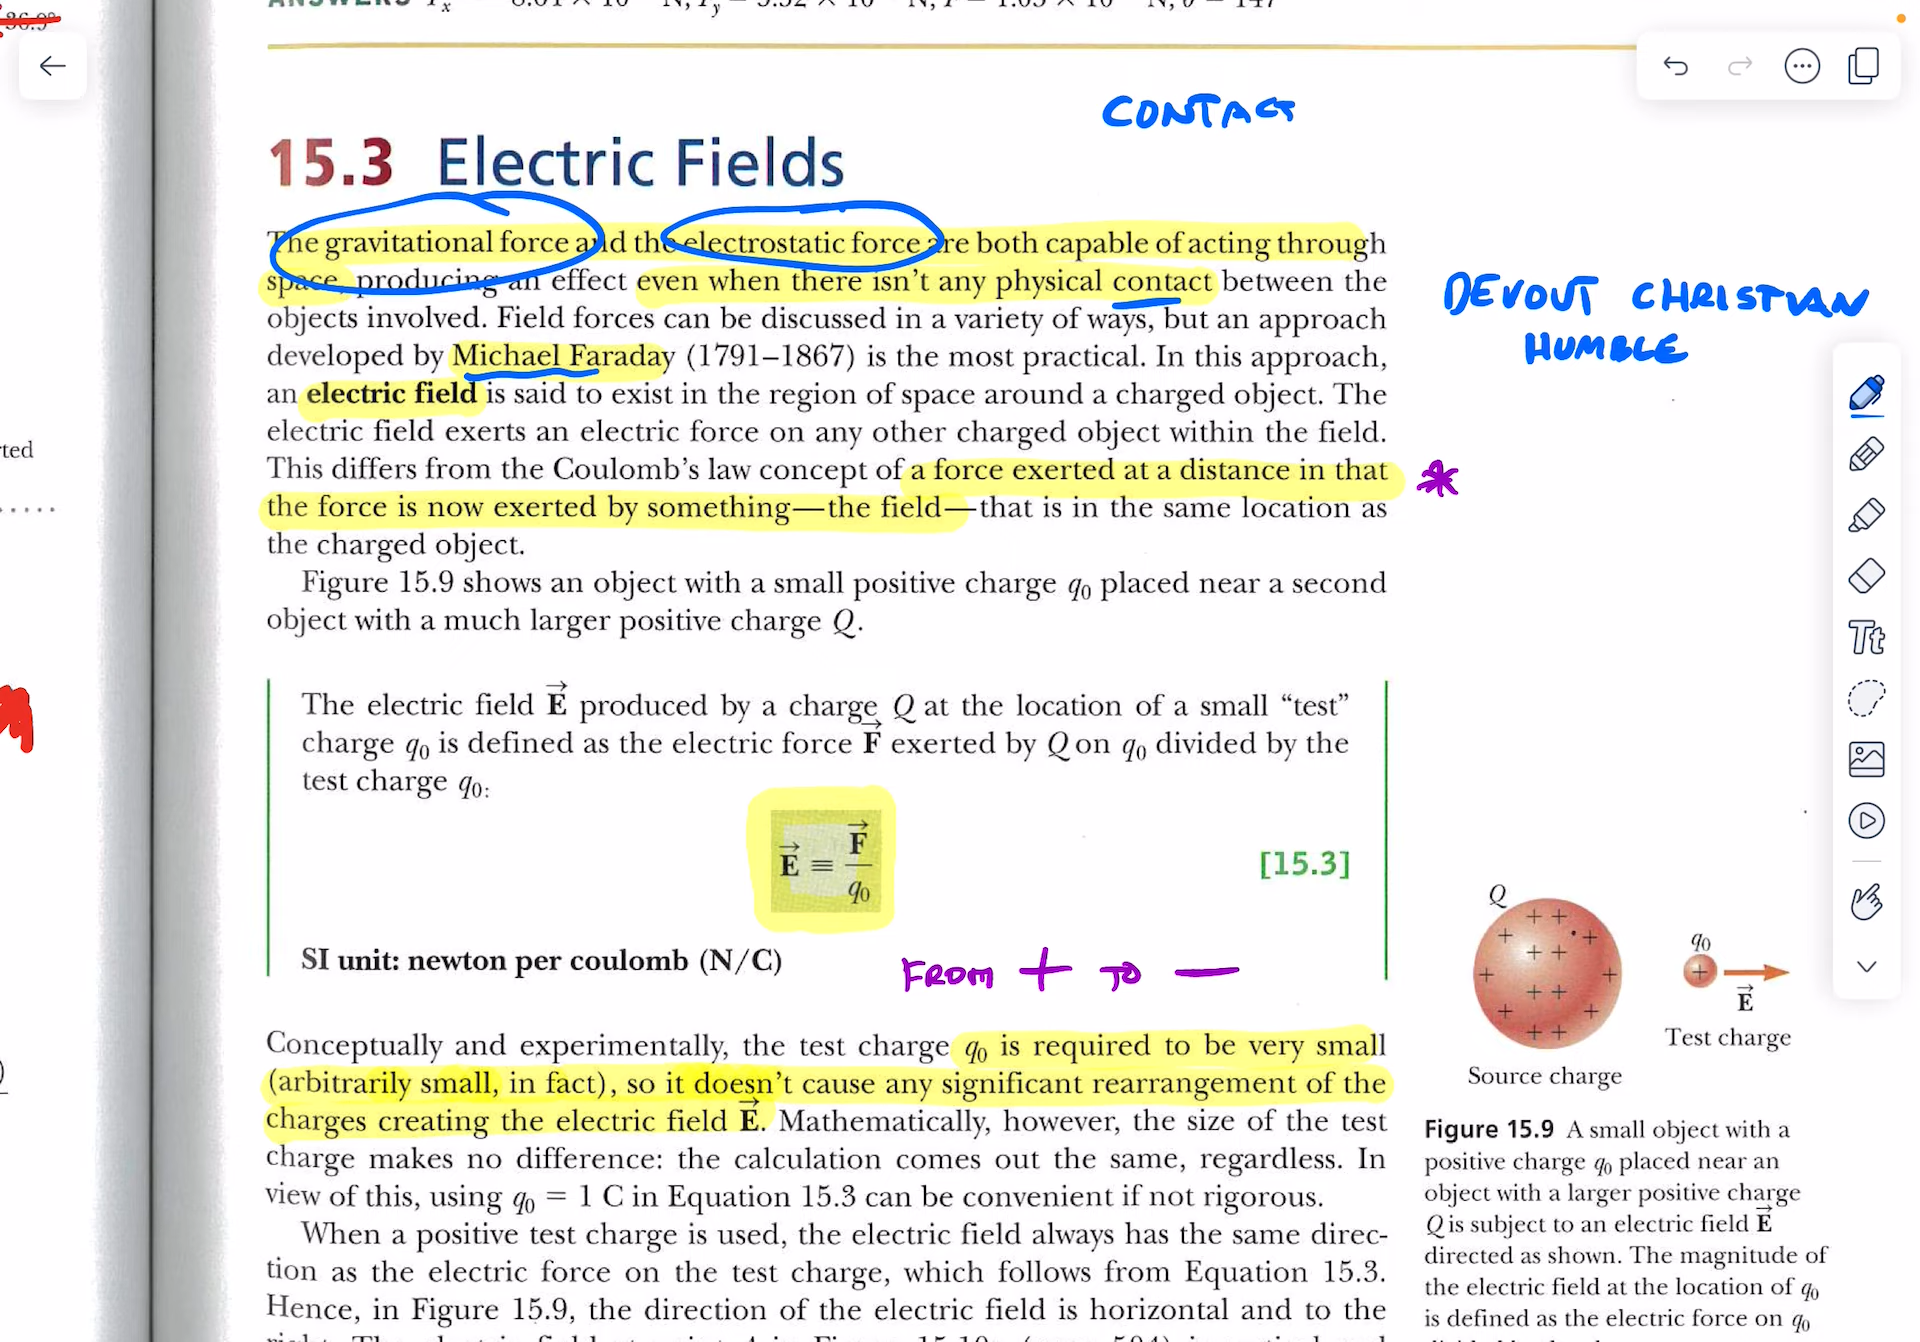 36.9°
ANSWERS
CONTACT
15.3 Electric Fields
The gravitational force and the electrostatic force are both capable of acting through
space, producing an effect even when there isn't any physical contact between the
objects involved. Field forces can be discussed in a variety of ways, but an approach
developed by Michael Faraday (1791–1867) is the most practical. In this approach,
an electric field is said to exist in the region of space around a charged object. The
electric field exerts an electric force on any other charged object within the field.
This differs from the Coulomb's law concept of a force exerted at a distance in that
the force is now exerted by something—the field—that is in the same location as
the charged object.
Figure 15.9 shows an object with a small positive charge q₀ placed near a second
object with a much larger positive charge Q.
DEVOUT CHRISTIAN
HUMBLE
*
rted
.....
The electric field E⃗ produced by a charge Q at the location of a small “test”
charge q₀ is defined as the electric force F⃗ exerted by Q on q₀ divided by the
test charge q₀:
E⃗ ≡ F⃗ / q₀ [15.3]
SI unit: newton per coulomb (N/C)
FROM + TO −
Conceptually and experimentally, the test charge q₀ is required to be very small
(arbitrarily small, in fact), so it doesn't cause any significant rearrangement of the
charges creating the electric field E⃗. Mathematically, however, the size of the test
charge makes no difference: the calculation comes out the same, regardless. In
view of this, using q₀ = 1 C in Equation 15.3 can be convenient if not rigorous.
When a positive test charge is used, the electric field always has the same direc-
tion as the electric force on the test charge, which follows from Equation 15.3.
Hence, in Figure 15.9, the direction of the electric field is horizontal and to the
Tt
Q
q₀
E⃗
Test charge
Source charge
Figure 15.9 A small object with a
positive charge q₀ placed near an
object with a larger positive charge
Q is subject to an electric field E⃗
directed as shown. The magnitude of
the electric field at the location of q₀
is defined as the electric force on q₀